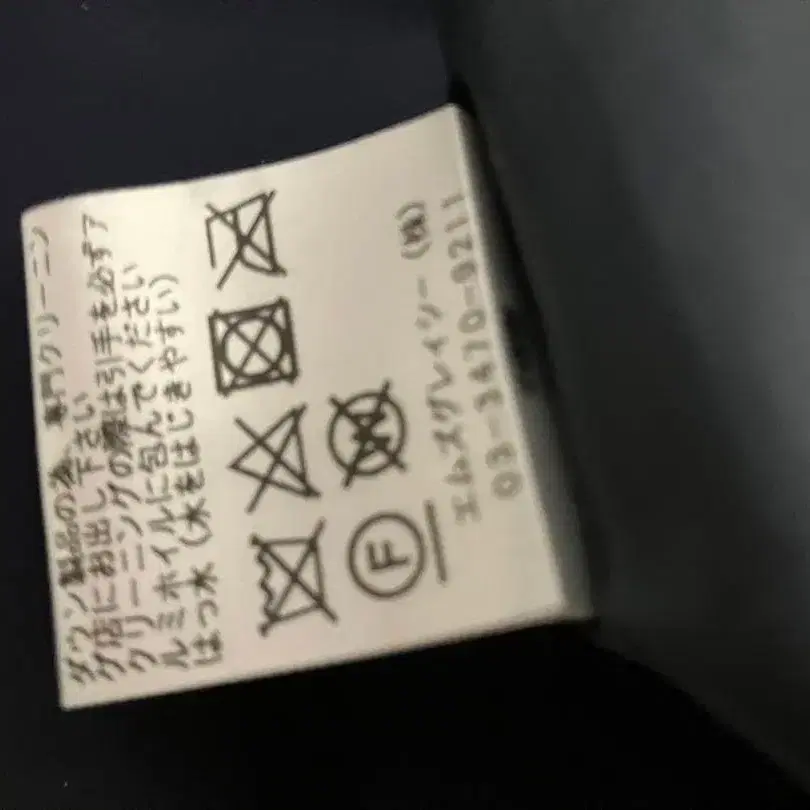 ダウン製品の為、専門クリーニン
グ店にお出し下さい
クリーニングの際は引手を必ずア
ルミホイルに包んでください
はっ水（水をはじきやすい）
F
W
エムズグレイシー（株）
03-3470-8211